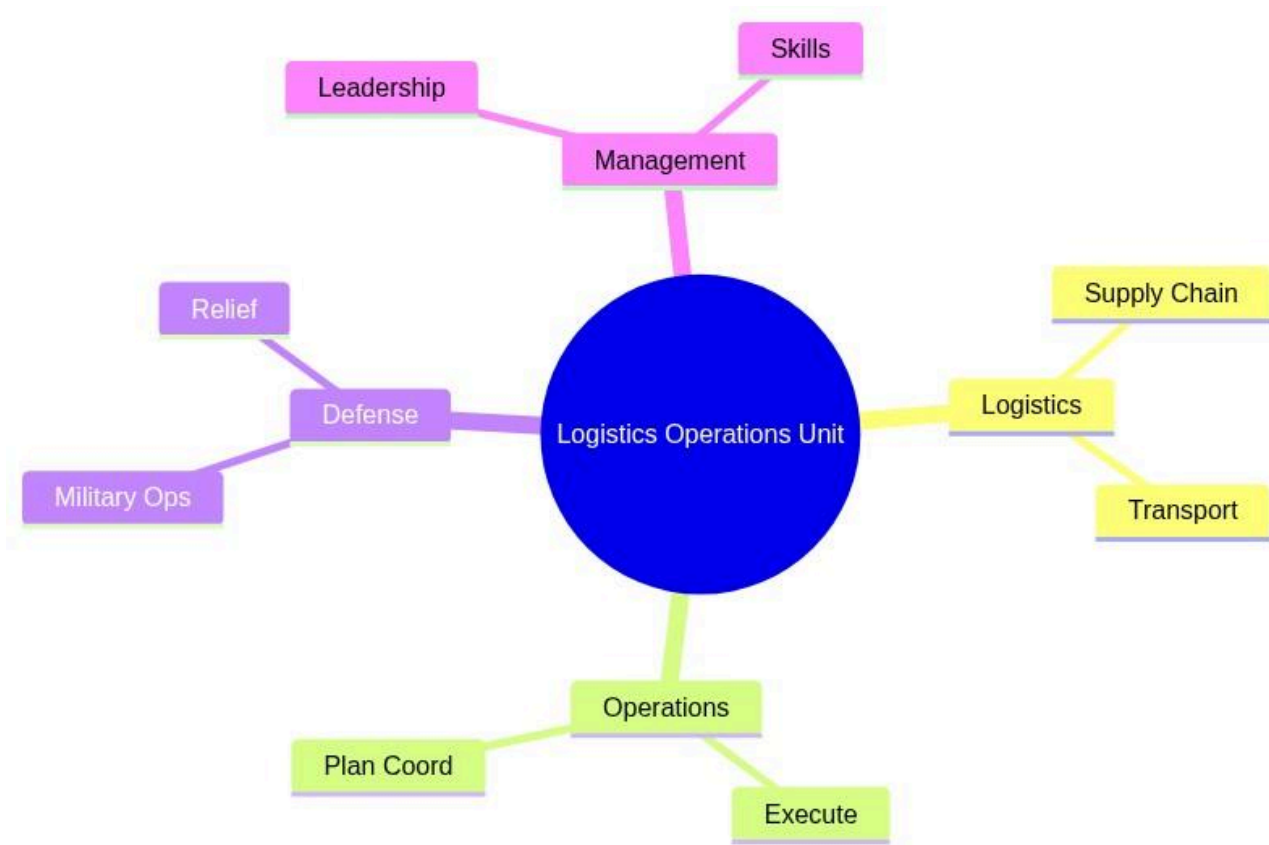 Skills
Leadership
Management
Supply Chain
Relief
Logistics
Defense
Logistics Operations Unit
Military Ops
Transport
Operations
Plan Coord
Execute